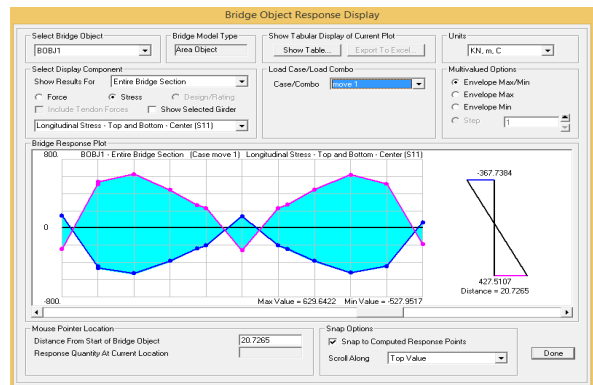 Bridge Object Response Display
Select Bridge Object
BOBJ1
Bridge Model Type
Area Object
Show Tabular Display of Current Plot
Show Table...
Export To Excel...
Units
KN, m, C
Select Display Component
Show Results For
Entire Bridge Section
Force
Stress
Design/Rating
Include Tendon Forces
Show Selected Girder
Longitudinal Stress - Top and Bottom - Center (S11)
Load Case/Load Combo
Case/Combo
move 1
Multivalued Options
Envelope Max/Min
Envelope Max
Envelope Min
Step
1
Bridge Response Plot
800.
BOBJ1 - Entire Bridge Section (Case move 1) Longitudinal Stress - Top and Bottom - Center (S11)
0
-800.
Max Value = 629.6422 Min Value = -527.9517
-367.7384
427.5107
Distance = 20.7265
Mouse Pointer Location
Distance From Start of Bridge Object
20.7265
Response Quantity At Current Location
Snap Options
Snap to Computed Response Points
Scroll Along
Top Value
Done